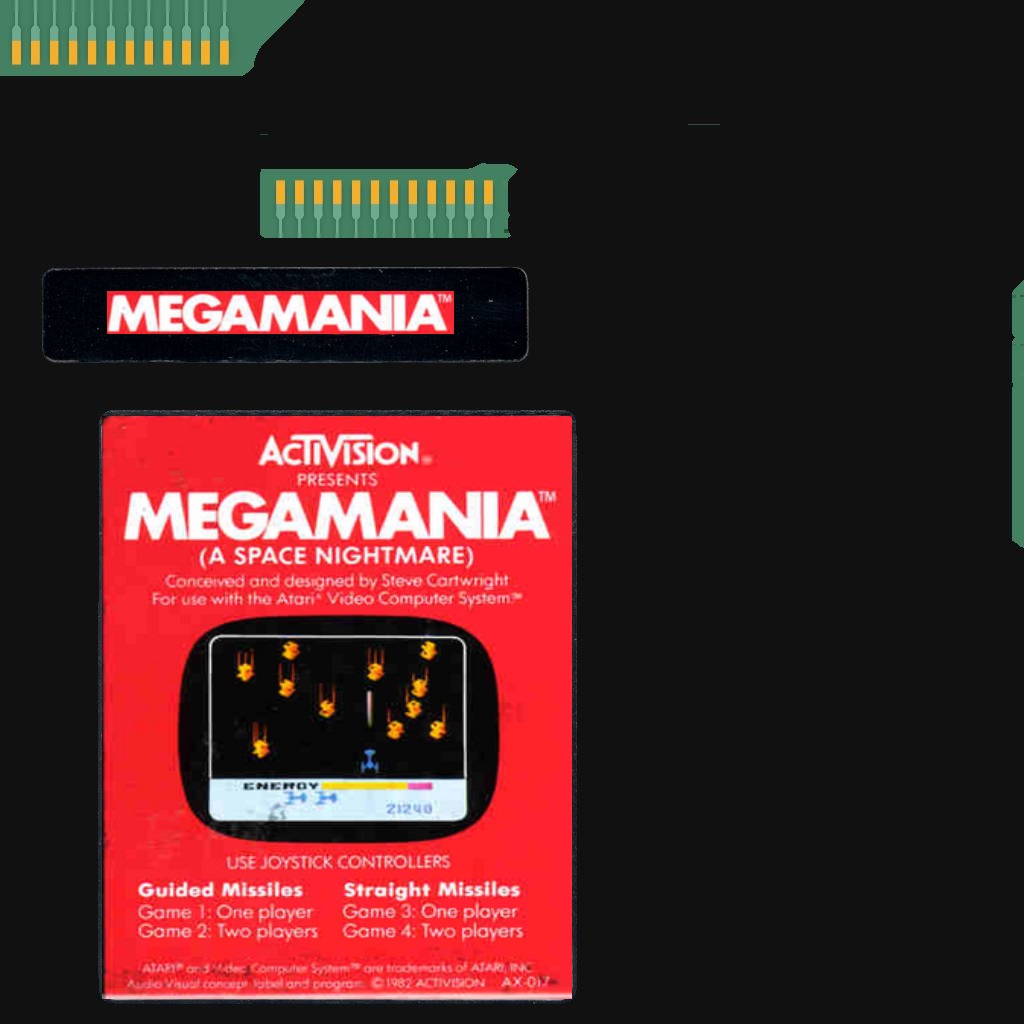 MEGAMANIA™
ACTIVISION®
PRESENTS
MEGAMANIA™
(A SPACE NIGHTMARE)
Conceived and designed by Steve Cartwright
For use with the Atari® Video Computer System™
ENERGY
21240
USE JOYSTICK CONTROLLERS
Guided Missiles Straight Missiles
Game 1: One player Game 3: One player
Game 2: Two players Game 4: Two players
ATARI® and Video Computer System™ are trademarks of ATARI, INC.
Audio Visual concept, label and program ©1982 ACTIVISION AX-017